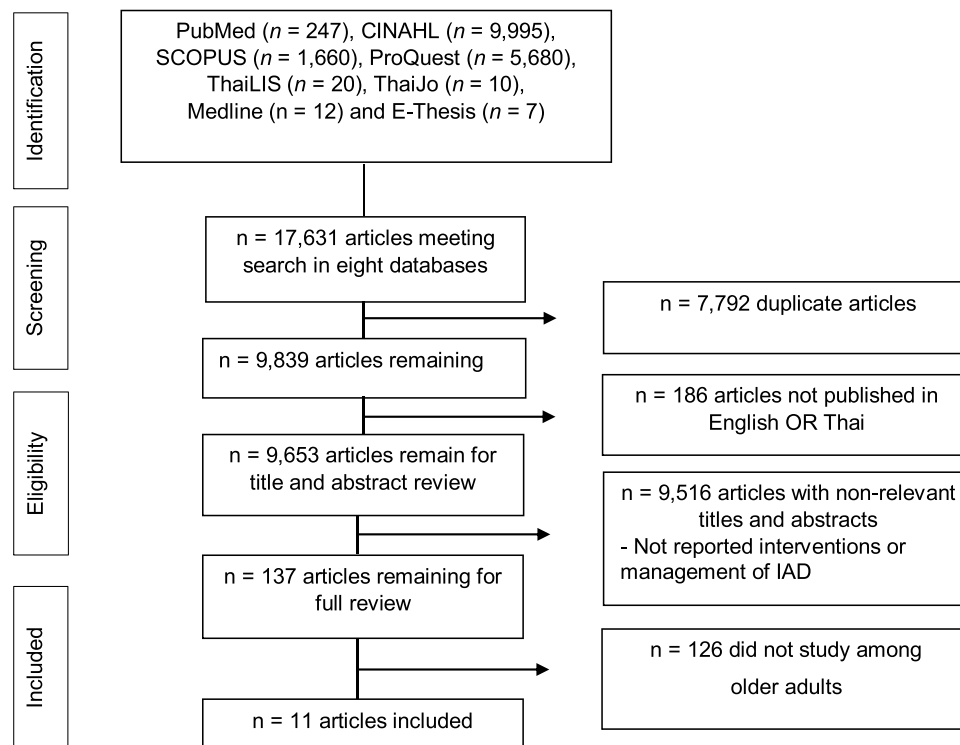 Identification
PubMed (n = 247), CINAHL (n = 9,995),
SCOPUS (n = 1,660), ProQuest (n = 5,680),
ThaiLIS (n = 20), ThaiJo (n = 10),
Medline (n = 12) and E-Thesis (n = 7)
Screening
n = 17,631 articles meeting
search in eight databases
n = 7,792 duplicate articles
n = 9,839 articles remaining
n = 186 articles not published in
English OR Thai
Eligibility
n = 9,653 articles remain for
title and abstract review
n = 9,516 articles with non-relevant
titles and abstracts
- Not reported interventions or
management of IAD
n = 137 articles remaining for
full review
Included
n = 126 did not study among
older adults
n = 11 articles included